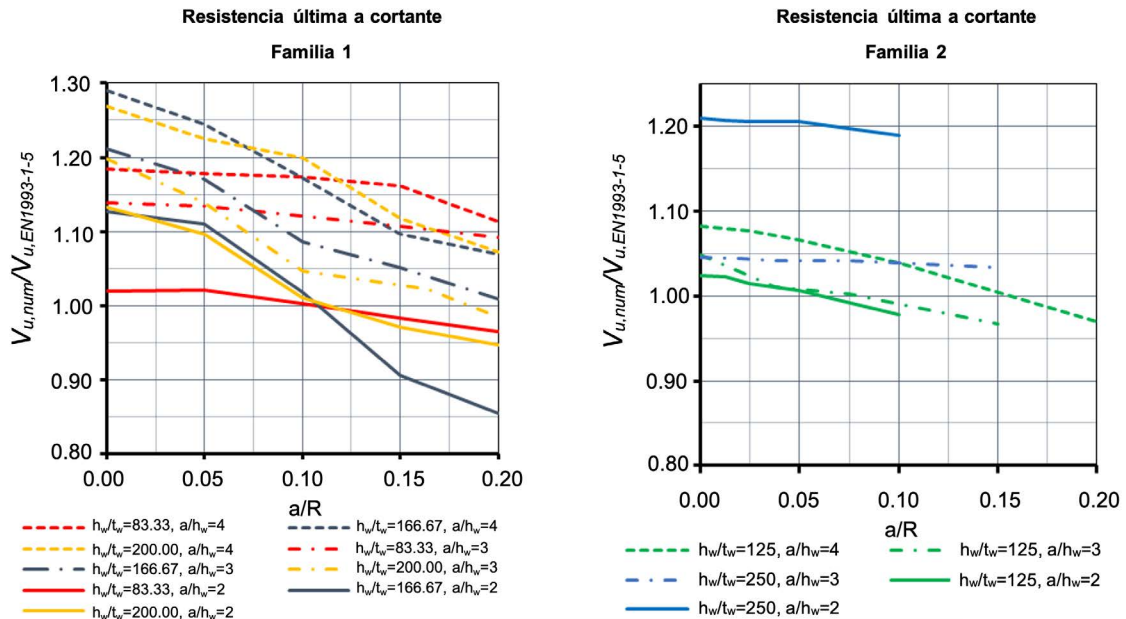 Resistencia última a cortante
Familia 1
V_{u,num}/V_{u,EN1993-1-5}
1.30
1.20
1.10
1.00
0.90
0.80
0.00 0.05 0.10 0.15 0.20
a/R
h_w/t_w=83.33, a/h_w=4
h_w/t_w=166.67, a/h_w=4
h_w/t_w=200.00, a/h_w=4
h_w/t_w=83.33, a/h_w=3
h_w/t_w=166.67, a/h_w=3
h_w/t_w=200.00, a/h_w=3
h_w/t_w=83.33, a/h_w=2
h_w/t_w=166.67, a/h_w=2
h_w/t_w=200.00, a/h_w=2
Resistencia última a cortante
Familia 2
V_{u,num}/V_{u,EN1993-1-5}
1.20
1.10
1.00
0.90
0.80
0.00 0.05 0.10 0.15 0.20
a/R
h_w/t_w=125, a/h_w=4
h_w/t_w=125, a/h_w=3
h_w/t_w=250, a/h_w=3
h_w/t_w=125, a/h_w=2
h_w/t_w=250, a/h_w=2